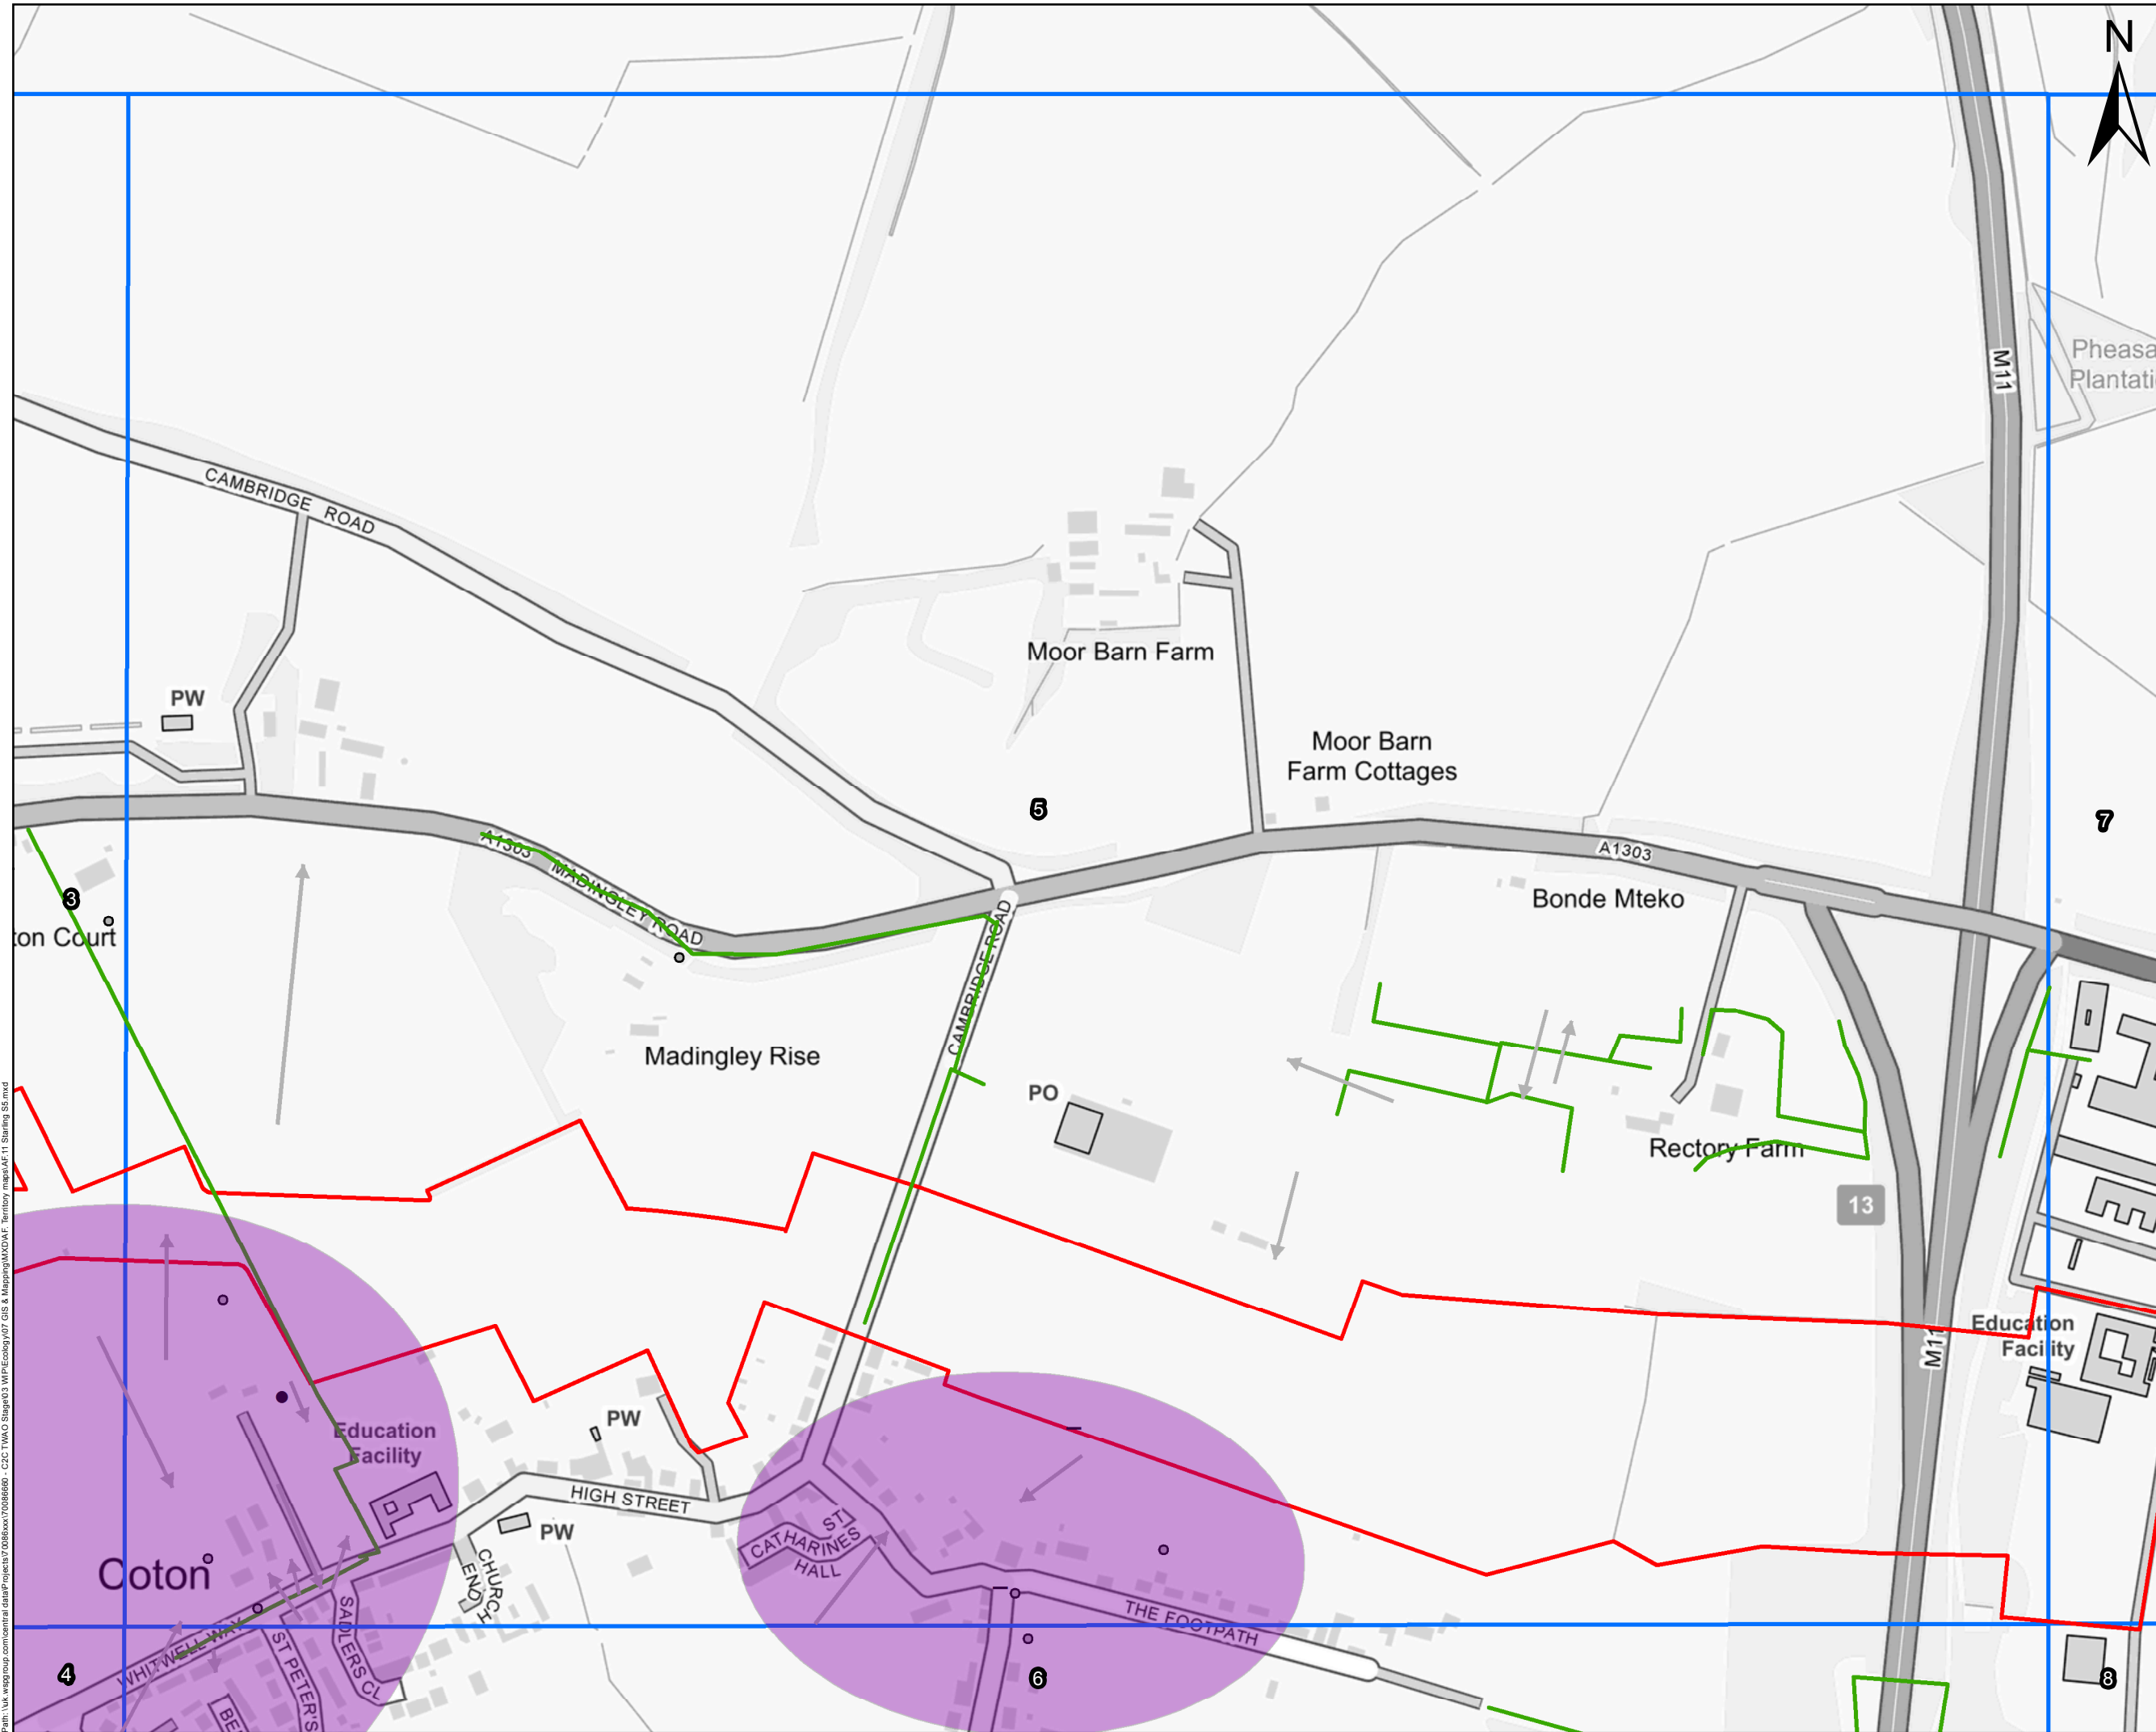 N
M11
Pheasa
Plantati
CAMBRIDGE ROAD
PW
Moor Barn Farm
Moor Barn
Farm Cottages
5
7
A1303
MADINGLEY ROAD
A1303
Bonde Mteko
3
ton Court
CAMBRIDGE ROAD
Madingley Rise
PO
Rectory Farm
13
Education
Facility
M11
PW
Education
Facility
HIGH STREET
PW
ST
CATHARINES
HALL
Coton
CHURCH
END
THE FOOTPATH
WHITWELL WAY
ST PETER'S
SADLERS CL
BE
4
6
8